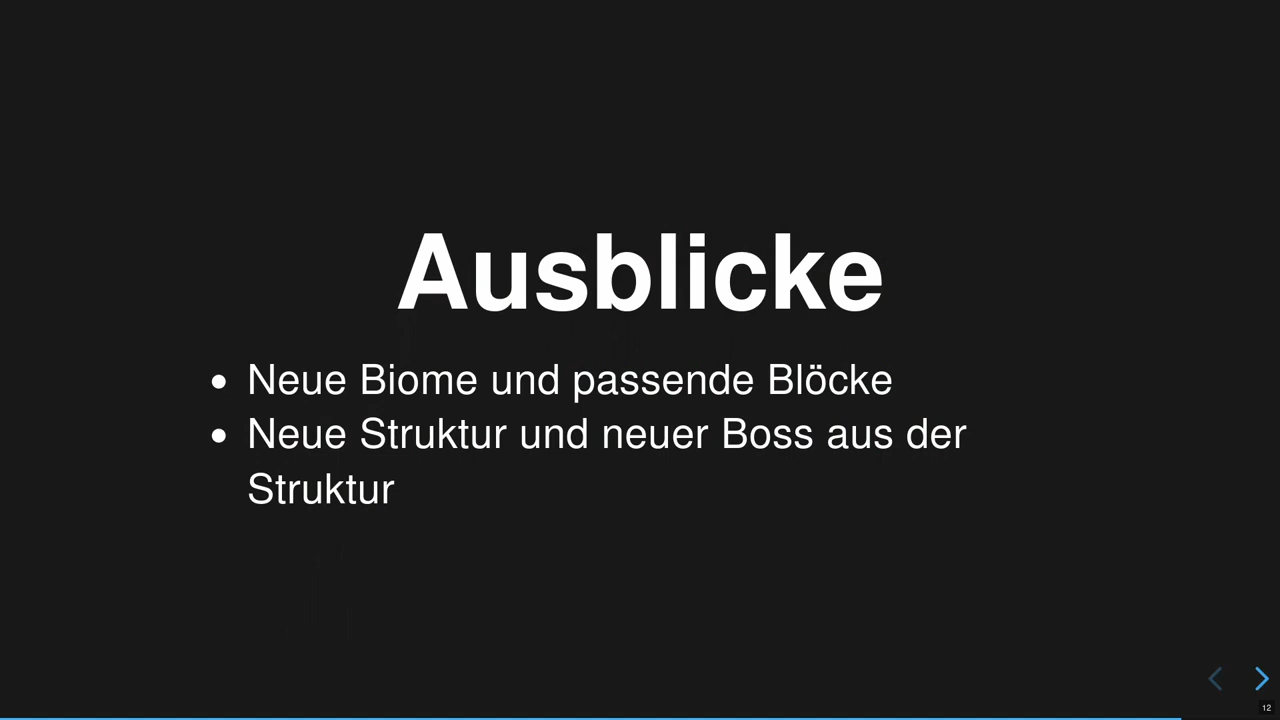 Ausblicke
Neue Biome und passende Blöcke
Neue Struktur und neuer Boss aus der
Struktur
12